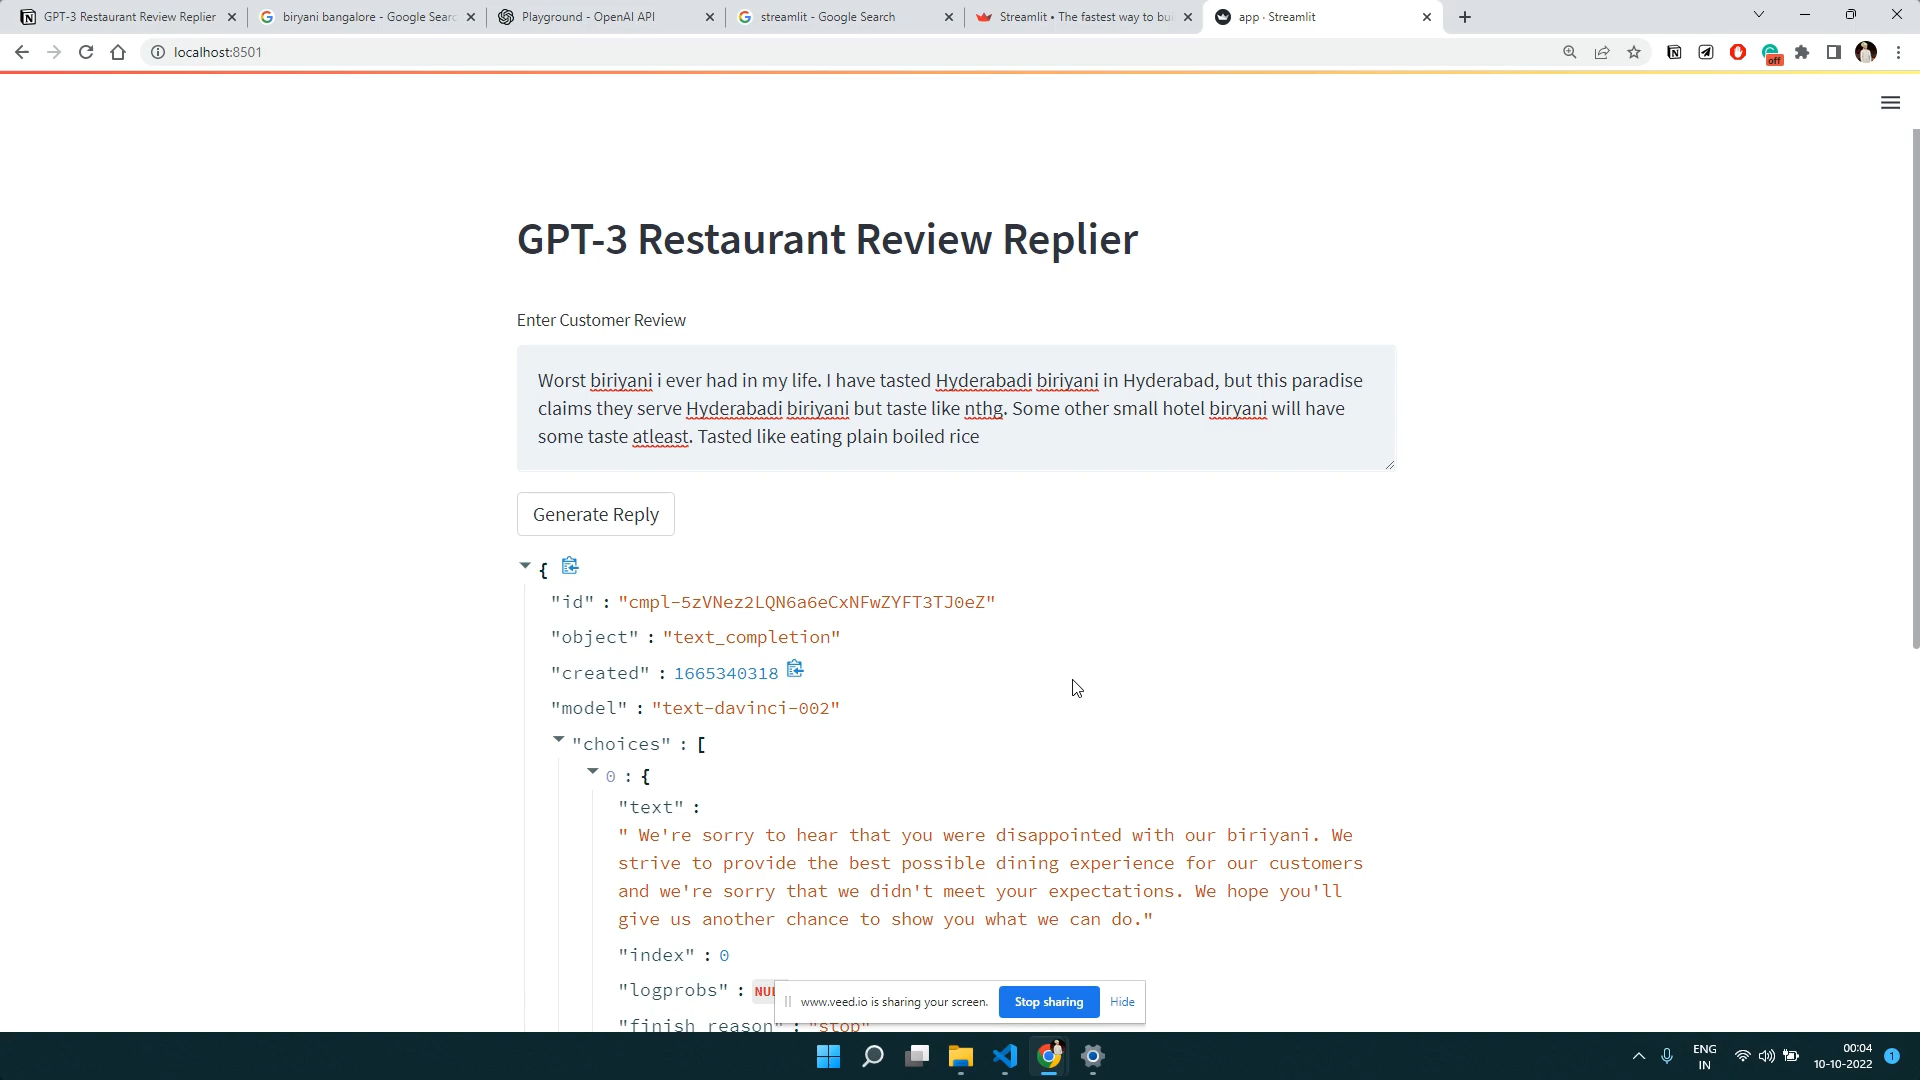 GPT-3 Restaurant Review Replier
biryani bangalore - Google Searc
Playground - OpenAI API
streamlit - Google Search
Streamlit • The fastest way to bui
app · Streamlit
localhost:8501
off
GPT-3 Restaurant Review Replier
Enter Customer Review
Worst biriyani i ever had in my life. I have tasted Hyderabadi biriyani in Hyderabad, but this paradise
claims they serve Hyderabadi biriyani but taste like nthg. Some other small hotel biryani will have
some taste atleast. Tasted like eating plain boiled rice
Generate Reply
{
"id" : "cmpl-5zVNez2LQN6a6eCxNFwZYFT3TJ0eZ"
"object" : "text_completion"
"created" : 1665340318
"model" : "text-davinci-002"
"choices" : [
0 : {
"text" :
" We're sorry to hear that you were disappointed with our biriyani. We
strive to provide the best possible dining experience for our customers
and we're sorry that we didn't meet your expectations. We hope you'll
give us another chance to show you what we can do."
"index" : 0
"logprobs" : NUL
www.veed.io is sharing your screen. Stop sharing Hide
"finish_reason" : "stop"
ENG
IN
00:04
10-10-2022
1